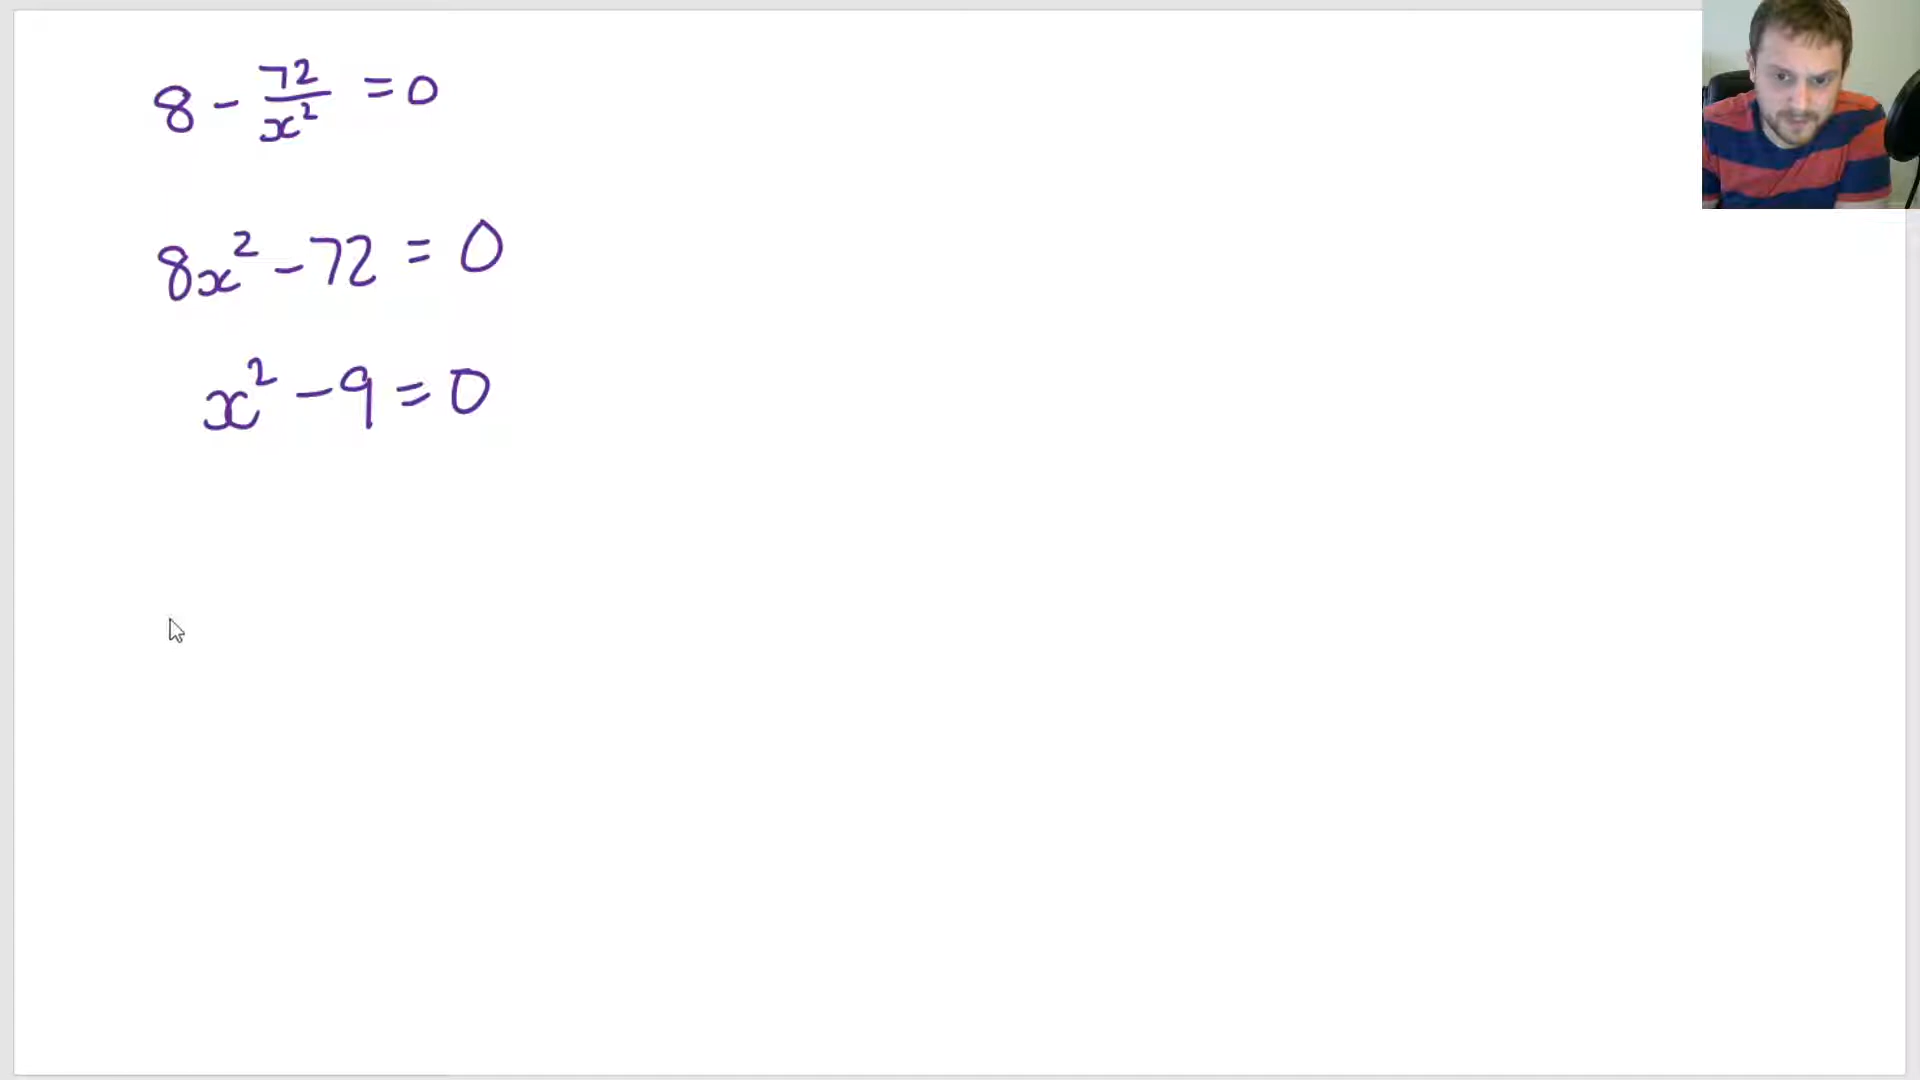 8 - 72/x² = 0
8x² - 72 = 0
x² - 9 = 0